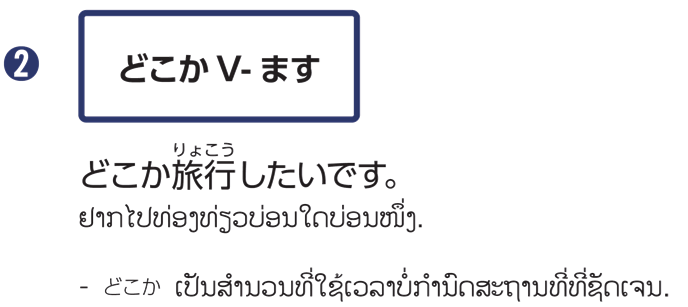 2
どこか V- ます
りょこう
どこか旅行したいです。
ຢາກໄປທ່ອງທ່ຽວບ່ອນໃດບ່ອນໜຶ່ງ.
- どこか ເປັນສຳນວນທີ່ໃຊ້ເວລາບໍ່ກຳນົດສະຖານທີ່ທີ່ຊັດເຈນ.